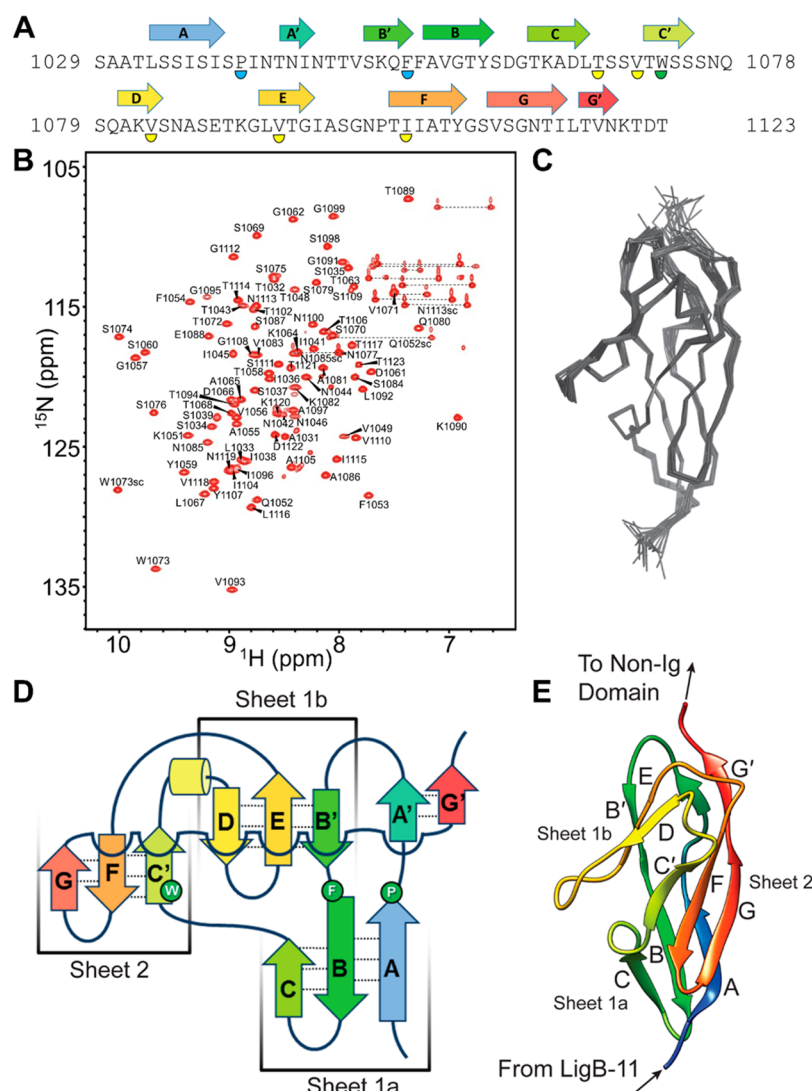 A
A A' B' B C C'
1029 SAATLSSISISPINTNINTTVSKQFFAVGTYSDGTKADLTSSVTWSSSNQ 1078
D E F G G'
1079 SQAKVSNASETKGLVTGIASGNPTIIATYGSVSGNTILTVNKTDT 1123
B
C
105
T1089
G1062 G1099
S1069
S1098
G1112
G1091
S1075 S1035
T1032 T1063
G1095 T1114 T1048 S1079 S1109
F1054 N1113 V1071 N1113sc
T1043 T1102
115
T1072 S1087 N1100 T1106 Q1080
S1074 K1064 S1070
E1088 G1108 V1083 I1041 Q1052sc
S1060 N1085sc N1077
I1045 S1111 T1117
G1057 T1058 T1121 T1123
A1065 I1036 A1081 D1061
D1066 N1044 S1084
T1094 S1037 K1082 L1092
T1068 V1056 K1120 A1097
S1076 S1039 N1042 N1046 K1090
S1034 A1055 V1049
K1051 A1031
125
N1085 D1122 V1110
L1033
N1119 I1038 A1105 I1115
Y1059 I1096
W1073sc V1118 I1104 A1086
Y1107 Q1052
L1067 L1116 F1053
W1073
V1093
135
15N (ppm)
10 9 8 7
1H (ppm)
D
Sheet 1b
D E B' A' G'
G F C'
W F P
Sheet 2
C B A
Sheet 1a
E
To Non-Ig
Domain
G'
E
B'
Sheet 1b
D
C'
F Sheet 2
G
B
C A
Sheet 1a
From LigB-11